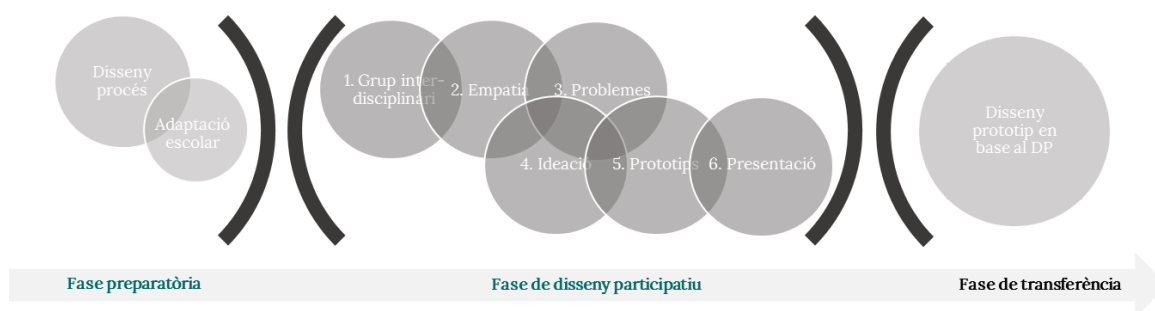 Disseny
procés
Adaptació
escolar
1. Grup inter-
disciplinari
2. Empatia
3. Problemes
4. Ideació
5. Prototips
6. Presentació
Disseny
prototip en
base al DP
Fase preparatòria
Fase de disseny participatiu
Fase de transferència